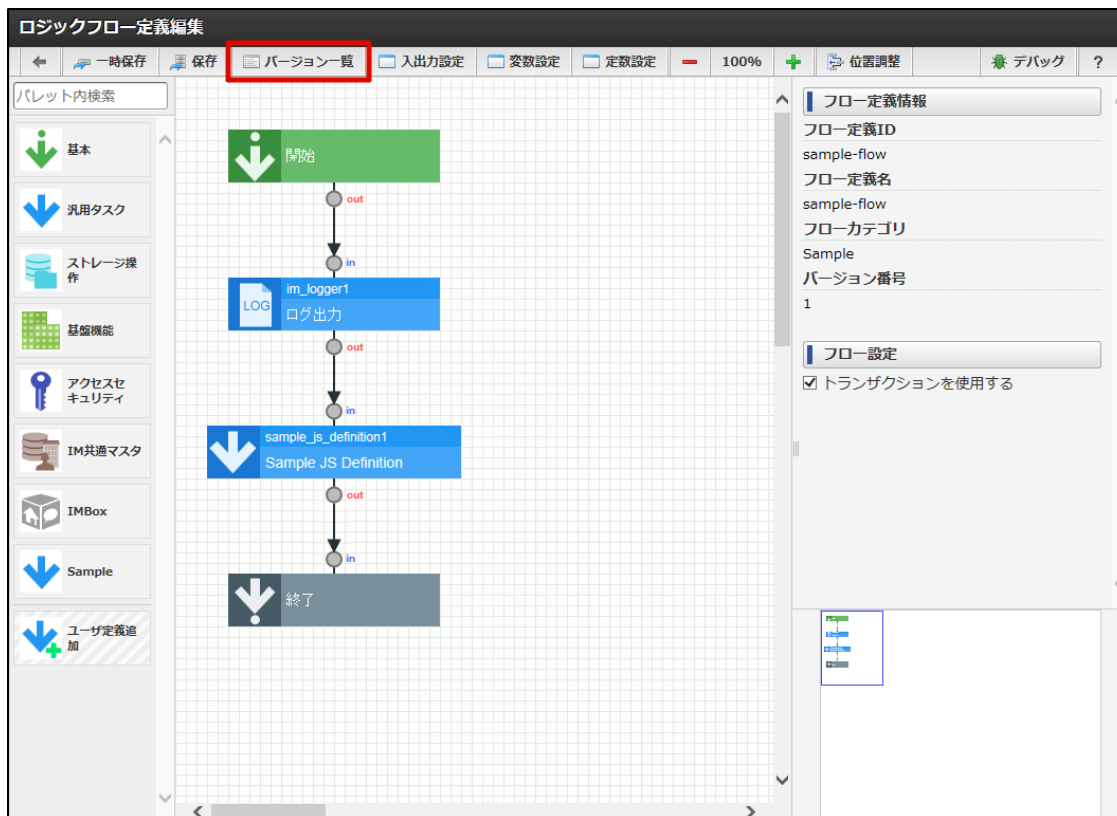 ロジックフロー定義編集
一時保存 保存 バージョン一覧 入出力設定 変数設定 定数設定 100% 位置調整 デバッグ ?
パレット内検索
基本
汎用タスク
ストレージ操
作
基盤機能
アクセスセ
キュリティ
IM共通マスタ
IMBox
Sample
ユーザ定義追
加
開始
out
in
im_logger1
LOG
ログ出力
out
in
sample_js_definition1
Sample JS Definition
out
in
終了
フロー定義情報
フロー定義ID
sample-flow
フロー定義名
sample-flow
フローカテゴリ
Sample
バージョン番号
1
フロー設定
トランザクションを使用する